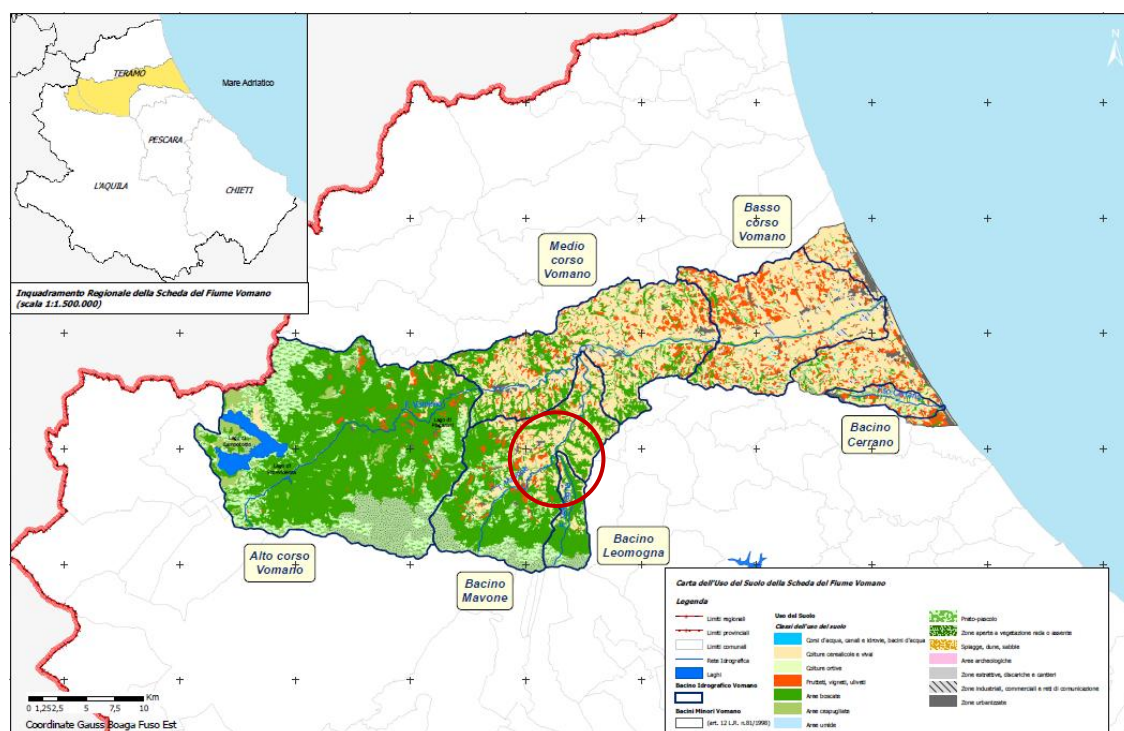 TERAMO
Mare Adriatico
PESCARA
L'AQUILA
CHIETI
Inquadramento Regionale della Scheda del Fiume Vomano
(scala 1:1.500.000)
N
Basso
corso
Vomano
Medio
corso
Vomano
Bacino
Cerrano
Bacino
Leomogna
Alto corso
Vomano
Bacino
Mavone
Carta dell'Uso del Suolo della Scheda del Fiume Vomano
Legenda
Limiti regionali
Limiti provinciali
Limiti comunali
Rete Idrografica
Laghi
Bacino Idrografico Vomano
Bacini Minori Vomano
(art. 12 L.R. n.81/1998)
Uso del Suolo
Classi dell'uso del suolo
Corsi d'acqua, canali e idrovie, bacini d'acqua
Colture cerealicole e vivai
Colture ortive
Frutteti, vigneti, uliveti
Aree boscate
Aree cespugliate
Aree umide
Prato-pascolo
Zone aperte a vegetazione rada o assente
Spiagge, dune, sabbie
Aree archeologiche
Zone estrattive, discariche e cantieri
Zone industriali, commerciali e reti di comunicazione
Zone urbanizzate
0 1,252,5 5 7,5 10
Km
Coordinate Gauss Boaga Fuso Est